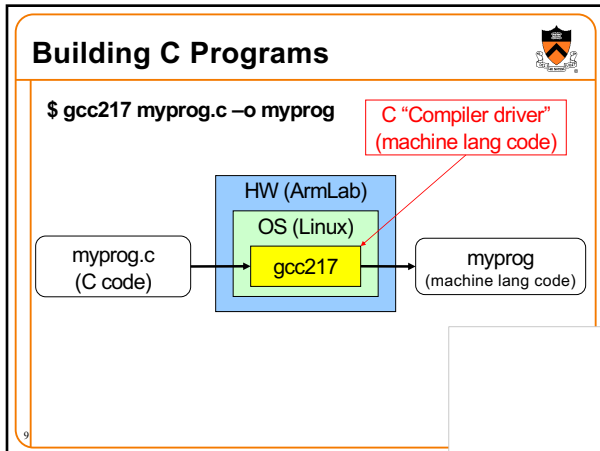 Building C Programs
$ gcc217 myprog.c –o myprog
C “Compiler driver”
(machine lang code)
HW (ArmLab)
OS (Linux)
myprog.c
(C code)
gcc217
myprog
(machine lang code)
9